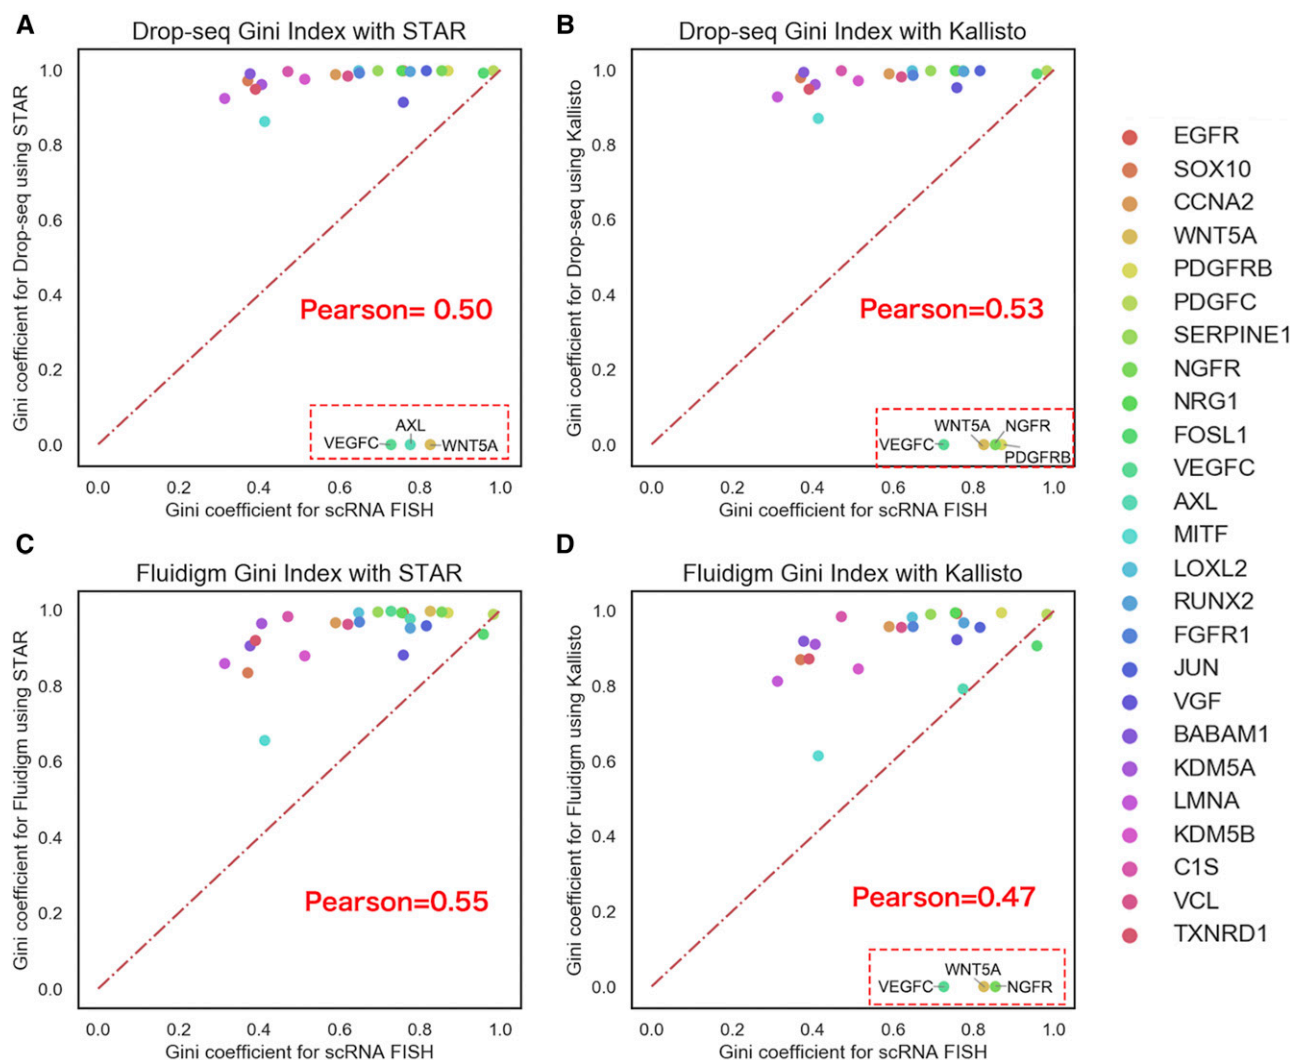 A
Drop-seq Gini Index with STAR
Gini coefficient for Drop-seq using STAR
1.0
0.8
0.6
0.4
0.2
0.0
Pearson= 0.50
AXL
VEGFC
WNT5A
0.0 0.2 0.4 0.6 0.8 1.0
Gini coefficient for scRNA FISH
B
Drop-seq Gini Index with Kallisto
Gini coefficient for Drop-seq using Kallisto
1.0
0.8
0.6
0.4
0.2
0.0
Pearson=0.53
WNT5A NGFR
VEGFC
PDGFRB
0.0 0.2 0.4 0.6 0.8 1.0
Gini coefficient for scRNA FISH
C
Fluidigm Gini Index with STAR
Gini coefficient for Fluidigm using STAR
1.0
0.8
0.6
0.4
0.2
0.0
Pearson=0.55
0.0 0.2 0.4 0.6 0.8 1.0
Gini coefficient for scRNA FISH
D
Fluidigm Gini Index with Kallisto
Gini coefficient for Fluidigm using Kallisto
1.0
0.8
0.6
0.4
0.2
0.0
Pearson=0.47
WNT5A
VEGFC NGFR
0.0 0.2 0.4 0.6 0.8 1.0
Gini coefficient for scRNA FISH
EGFR
SOX10
CCNA2
WNT5A
PDGFRB
PDGFC
SERPINE1
NGFR
NRG1
FOSL1
VEGFC
AXL
MITF
LOXL2
RUNX2
FGFR1
JUN
VGF
BABAM1
KDM5A
LMNA
KDM5B
C1S
VCL
TXNRD1